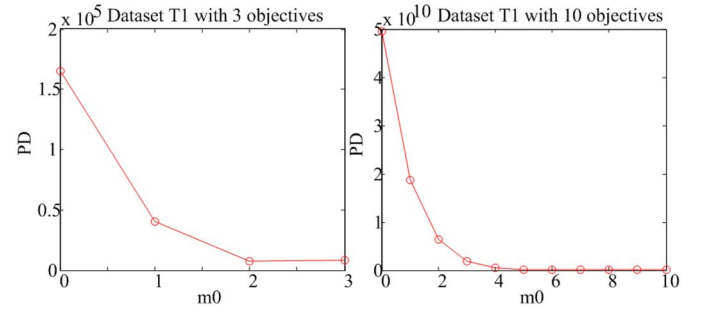 x 10^5 Dataset T1 with 3 objectives
2
1.5
1
0.5
0
PD
0 1 2 3
m0
x 10^10 Dataset T1 with 10 objectives
5
4
3
2
1
0
PD
0 2 4 6 8 10
m0